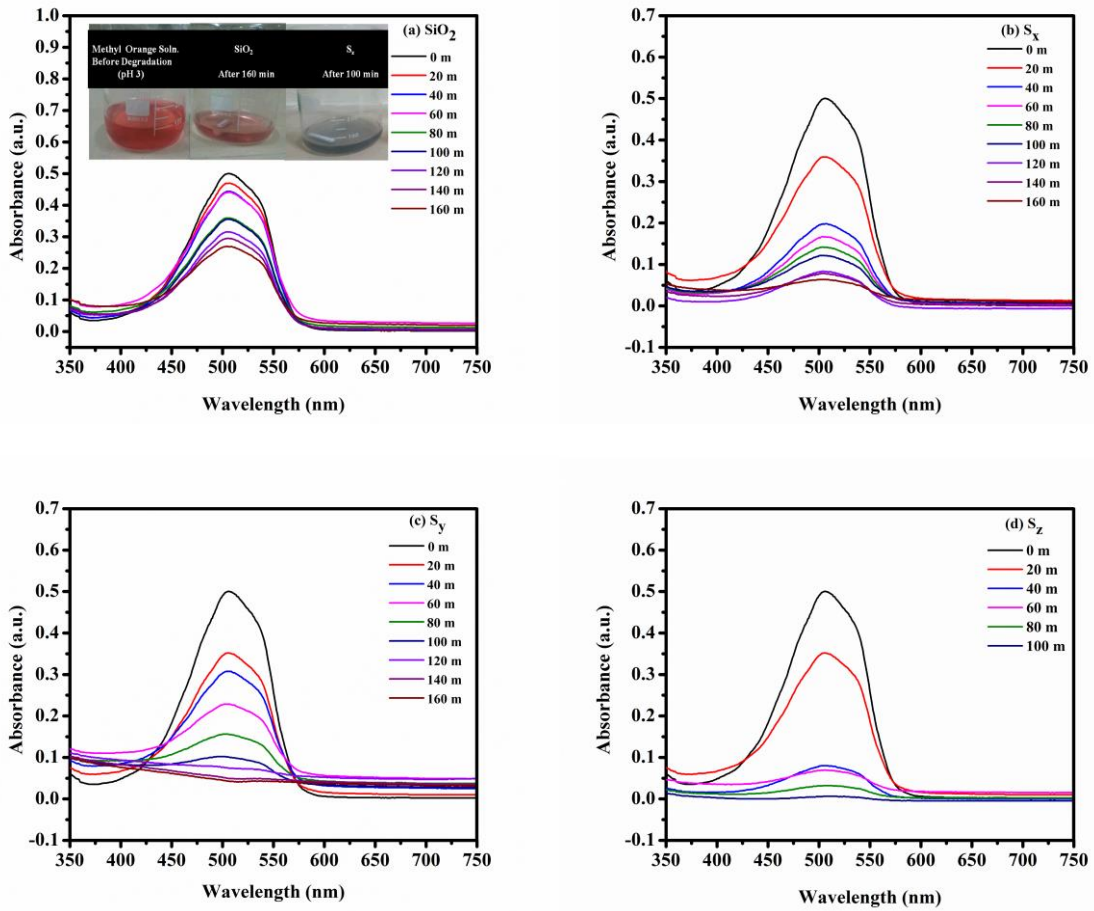 (a) SiO2
Methyl Orange Soln.
Before Degradation
(pH 3)
SiO2
After 160 min
After 100 min
0 m
20 m
40 m
60 m
80 m
100 m
120 m
140 m
160 m
1.0
0.9
0.8
0.7
0.6
0.5
0.4
0.3
0.2
0.1
0.0
350 400 450 500 550 600 650 700 750
Absorbance (a.u.)
Wavelength (nm)
(b) Sx
0 m
20 m
40 m
60 m
80 m
100 m
120 m
140 m
160 m
0.7
0.6
0.5
0.4
0.3
0.2
0.1
0.0
-0.1
350 400 450 500 550 600 650 700 750
Absorbance (a.u.)
Wavelength (nm)
(c) Sy
0 m
20 m
40 m
60 m
80 m
100 m
120 m
140 m
160 m
0.7
0.6
0.5
0.4
0.3
0.2
0.1
0.0
-0.1
350 400 450 500 550 600 650 700 750
Absorbance (a.u.)
Wavelength (nm)
(d) Sz
0 m
20 m
40 m
60 m
80 m
100 m
0.7
0.6
0.5
0.4
0.3
0.2
0.1
0.0
-0.1
350 400 450 500 550 600 650 700 750
Absorbance (a.u.)
Wavelength (nm)